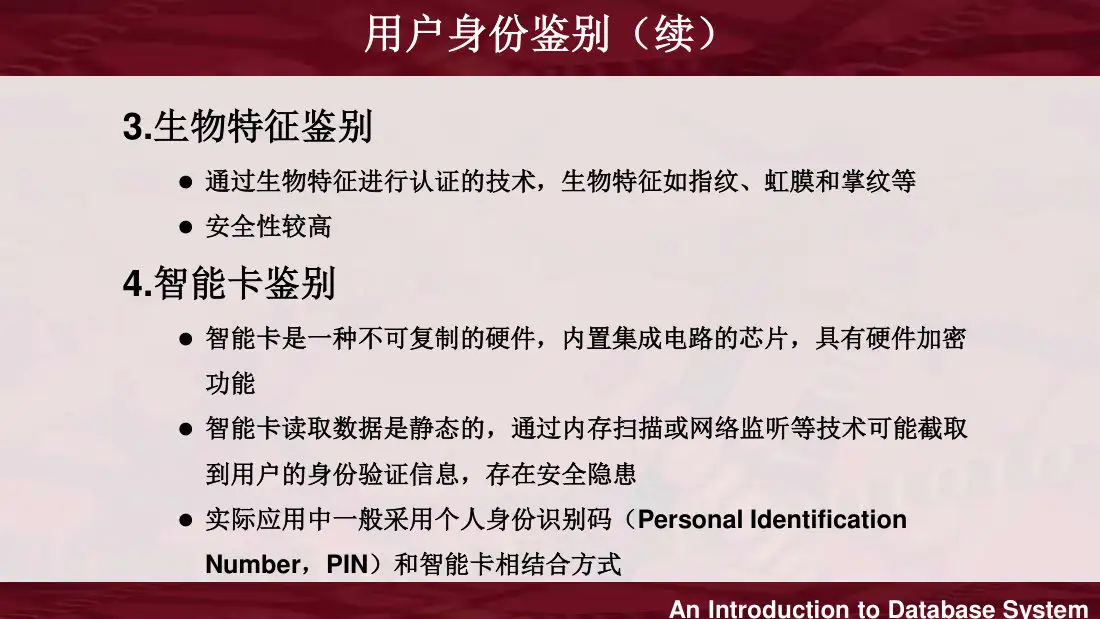 用户身份鉴别（续）
3.生物特征鉴别
● 通过生物特征进行认证的技术，生物特征如指纹、虹膜和掌纹等
● 安全性较高
4.智能卡鉴别
● 智能卡是一种不可复制的硬件，内置集成电路的芯片，具有硬件加密
功能
● 智能卡读取数据是静态的，通过内存扫描或网络监听等技术可能截取
到用户的身份验证信息，存在安全隐患
● 实际应用中一般采用个人身份识别码（Personal Identification
Number，PIN）和智能卡相结合方式
An Introduction to Database System